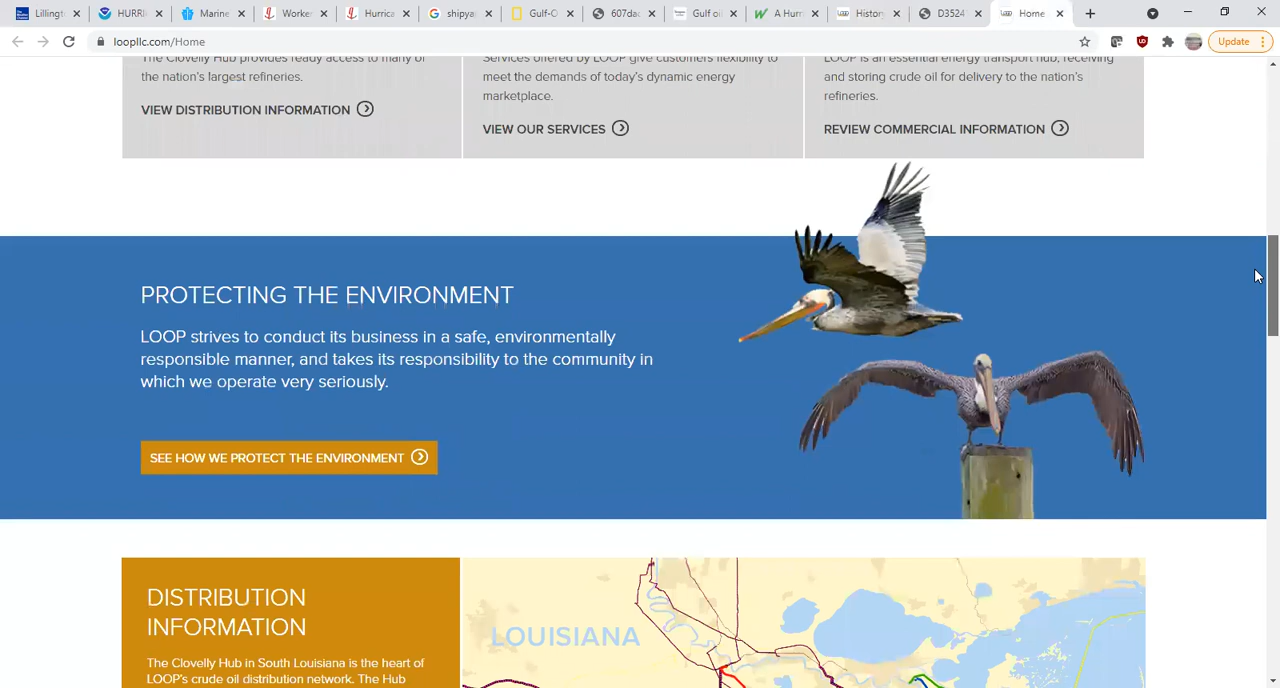 Lillingt
HURRI
Marine
Worker
Hurrica
shipya
Gulf-O
607dac
Gulf oi
A Hurr
History
D3524
Home
loopllc.com/Home
Update
The Clovelly Hub provides ready access to many of
the nation's largest refineries.
VIEW DISTRIBUTION INFORMATION
Services offered by LOOP give customers flexibility to
meet the demands of today's dynamic energy
marketplace.
VIEW OUR SERVICES
LOOP is an essential energy transport hub, receiving
and storing crude oil for delivery to the nation's
refineries.
REVIEW COMMERCIAL INFORMATION
PROTECTING THE ENVIRONMENT
LOOP strives to conduct its business in a safe, environmentally
responsible manner, and takes its responsibility to the community in
which we operate very seriously.
SEE HOW WE PROTECT THE ENVIRONMENT
DISTRIBUTION
INFORMATION
The Clovelly Hub in South Louisiana is the heart of
LOOP's crude oil distribution network. The Hub
LOUISIANA